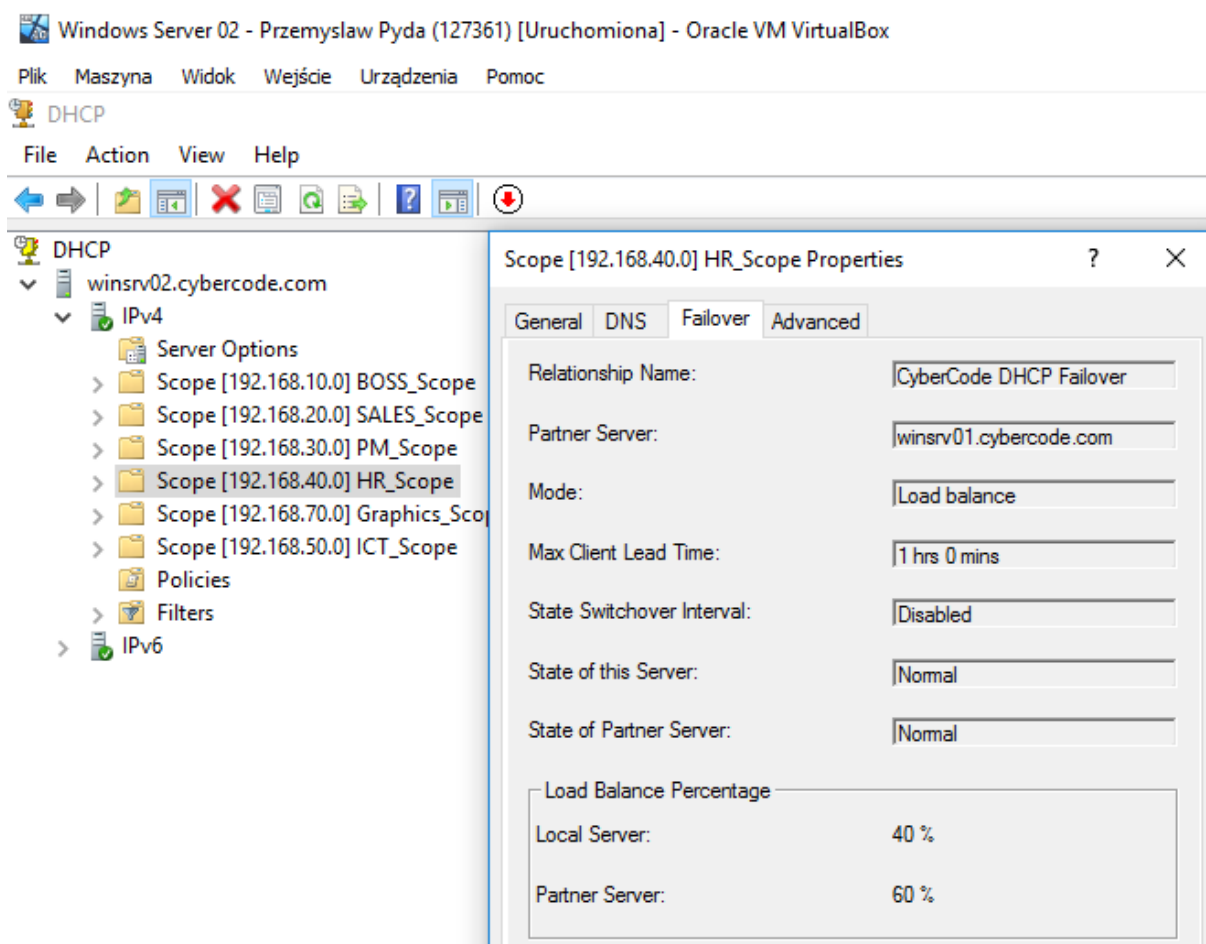 Windows Server 02 - Przemyslaw Pyda (127361) [Uruchomiona] - Oracle VM VirtualBox
Plik Maszyna Widok Wejście Urządzenia Pomoc
DHCP
File Action View Help
DHCP
winsrv02.cybercode.com
IPv4
Server Options
Scope [192.168.10.0] BOSS_Scope
Scope [192.168.20.0] SALES_Scope
Scope [192.168.30.0] PM_Scope
Scope [192.168.40.0] HR_Scope
Scope [192.168.70.0] Graphics_Scop
Scope [192.168.50.0] ICT_Scope
Policies
Filters
IPv6
Scope [192.168.40.0] HR_Scope Properties ?
General DNS Failover Advanced
Relationship Name: CyberCode DHCP Failover
Partner Server: winsrv01.cybercode.com
Mode: Load balance
Max Client Lead Time: 1 hrs 0 mins
State Switchover Interval: Disabled
State of this Server: Normal
State of Partner Server: Normal
Load Balance Percentage
Local Server: 40 %
Partner Server: 60 %